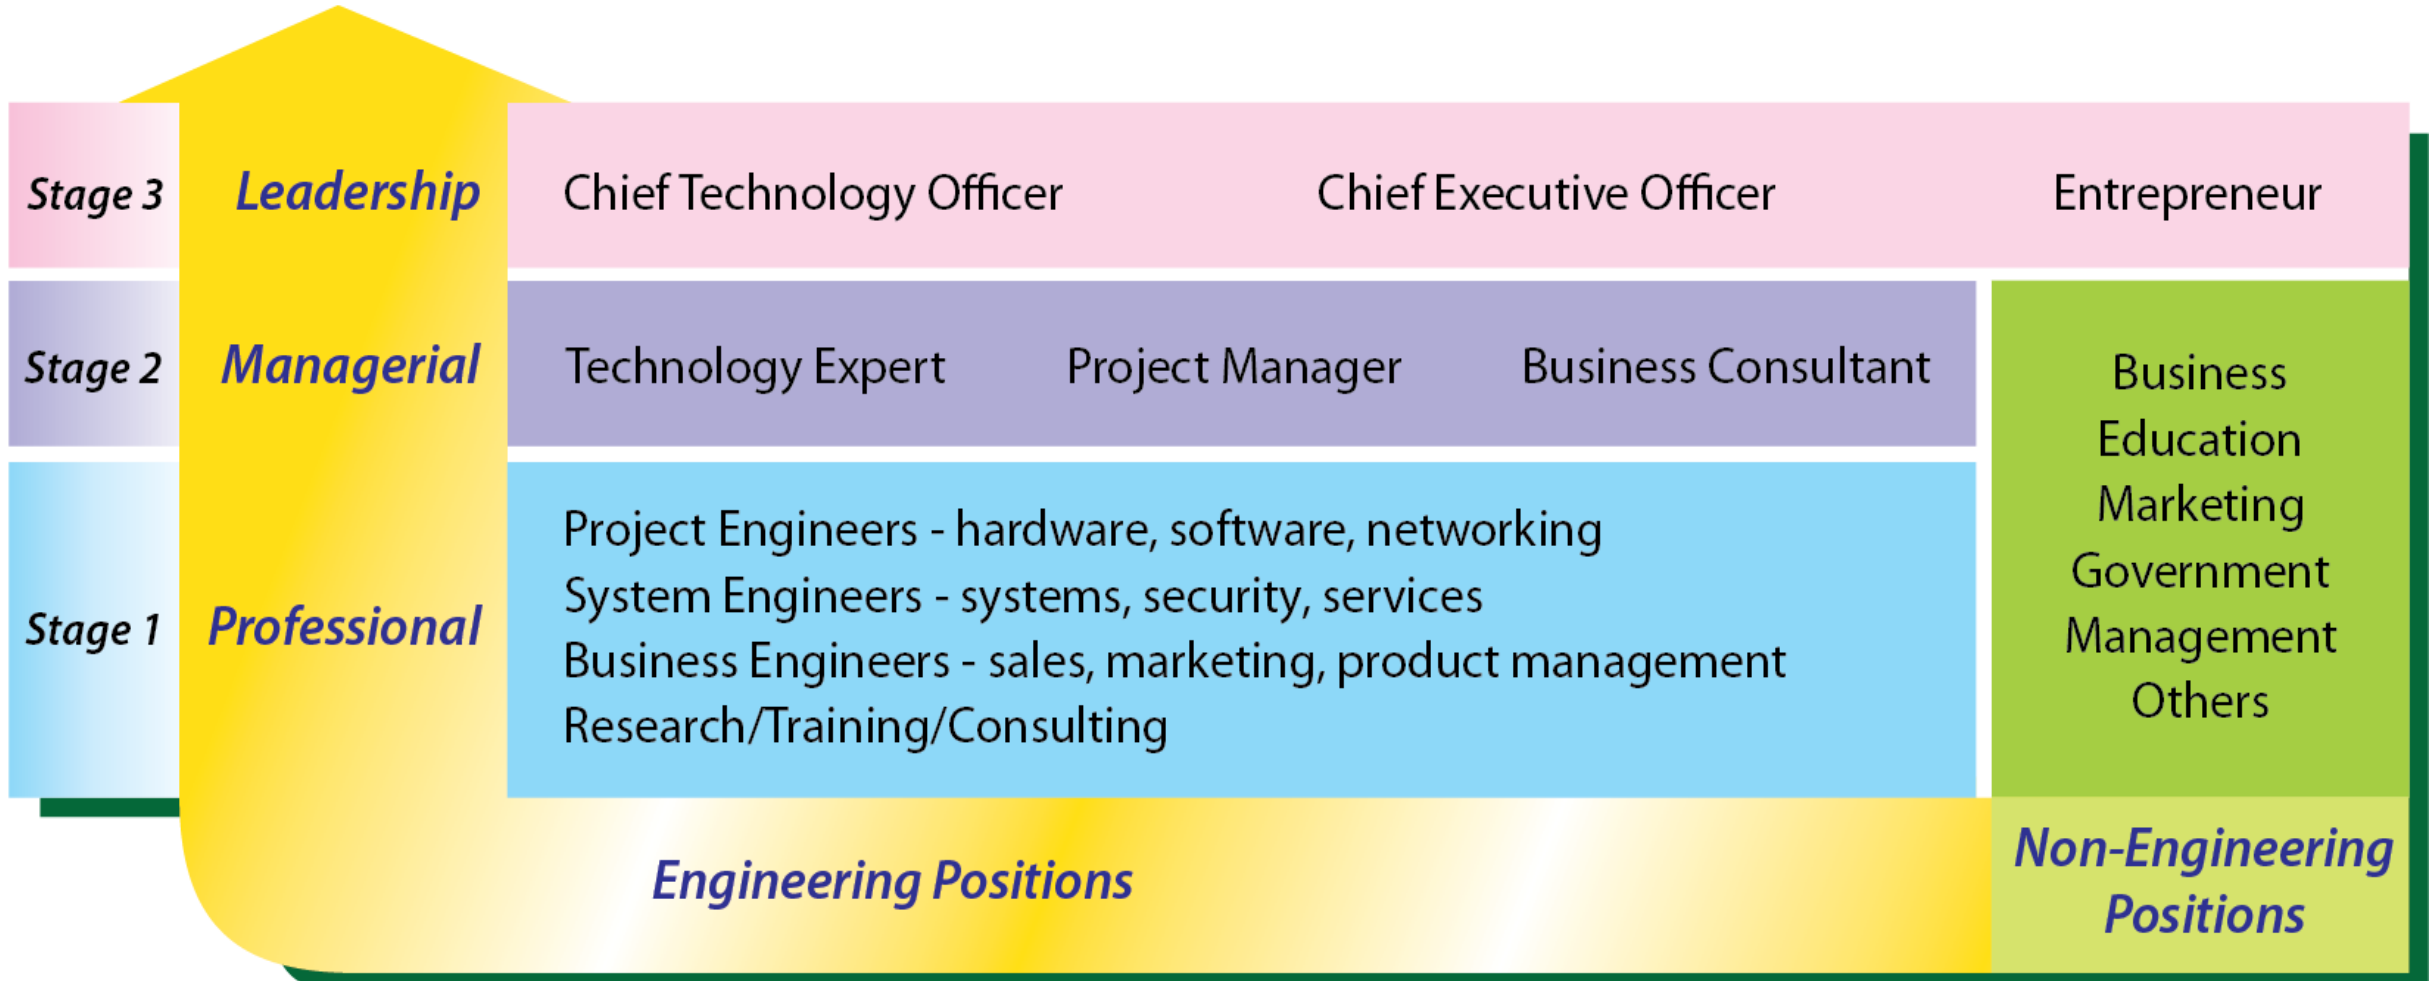 Stage 3
Leadership
Chief Technology Officer
Chief Executive Officer
Entrepreneur
Stage 2
Managerial
Technology Expert
Project Manager
Business Consultant
Stage 1
Professional
Project Engineers - hardware, software, networking
System Engineers - systems, security, services
Business Engineers - sales, marketing, product management
Research/Training/Consulting
Business
Education
Marketing
Government
Management
Others
Engineering Positions
Non-Engineering
Positions